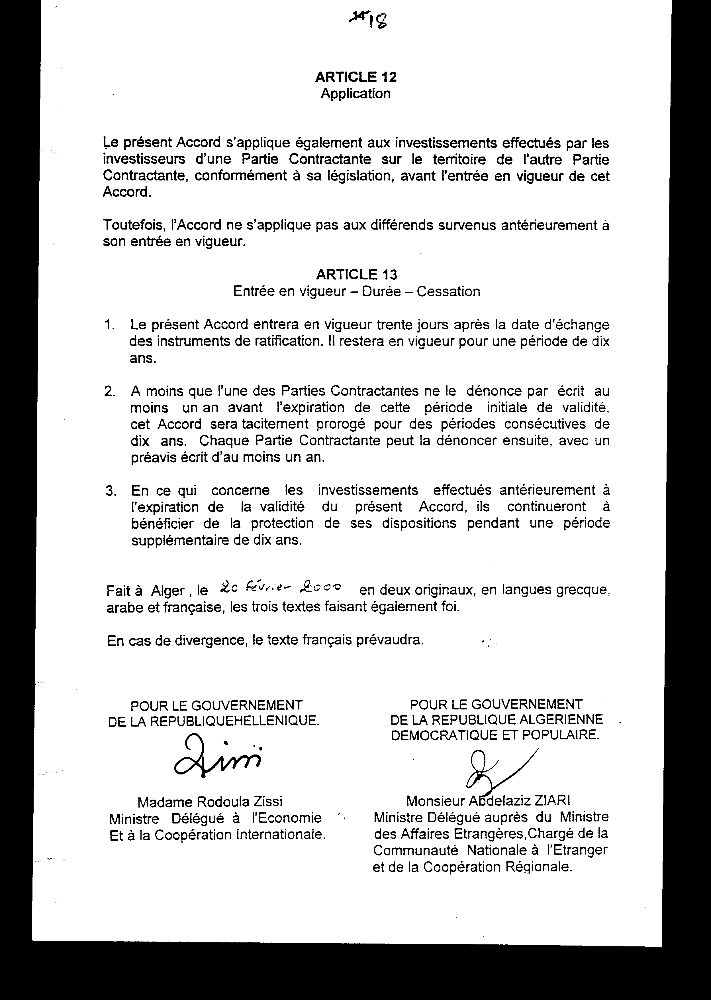 18
ARTICLE 12
Application
Le présent Accord s'applique également aux investissements effectués par les
investisseurs d'une Partie Contractante sur le territoire de l'autre Partie
Contractante, conformément à sa législation, avant l'entrée en vigueur de cet
Accord.
Toutefois, l'Accord ne s'applique pas aux différends survenus antérieurement à
son entrée en vigueur.
ARTICLE 13
Entrée en vigueur – Durée – Cessation
1. Le présent Accord entrera en vigueur trente jours après la date d'échange
des instruments de ratification. Il restera en vigueur pour une période de dix
ans.
2. A moins que l'une des Parties Contractantes ne le dénonce par écrit au
moins un an avant l'expiration de cette période initiale de validité,
cet Accord sera tacitement prorogé pour des périodes consécutives de
dix ans. Chaque Partie Contractante peut la dénoncer ensuite, avec un
préavis écrit d'au moins un an.
3. En ce qui concerne les investissements effectués antérieurement à
l'expiration de la validité du présent Accord, ils continueront à
bénéficier de la protection de ses dispositions pendant une période
supplémentaire de dix ans.
Fait à Alger , le 20 Février 2000 en deux originaux, en langues grecque,
arabe et française, les trois textes faisant également foi.
En cas de divergence, le texte français prévaudra.
POUR LE GOUVERNEMENT
DE LA REPUBLIQUEHELLENIQUE.
Madame Rodoula Zissi
Ministre Délégué à l'Economie
Et à la Coopération Internationale.
POUR LE GOUVERNEMENT
DE LA REPUBLIQUE ALGERIENNE
DEMOCRATIQUE ET POPULAIRE.
Monsieur Abdelaziz ZIARI
Ministre Délégué auprès du Ministre
des Affaires Etrangères,Chargé de la
Communauté Nationale à l'Etranger
et de la Coopération Régionale.